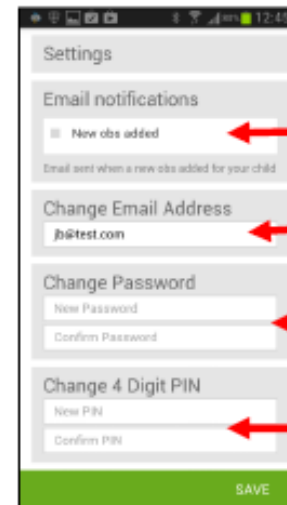 12:45
Settings
Email notifications
New obs added
Email sent when a new obs added for your child
Change Email Address
jb@test.com
Change Password
New Password
Confirm Password
Change 4 Digit PIN
New PIN
Confirm PIN
SAVE